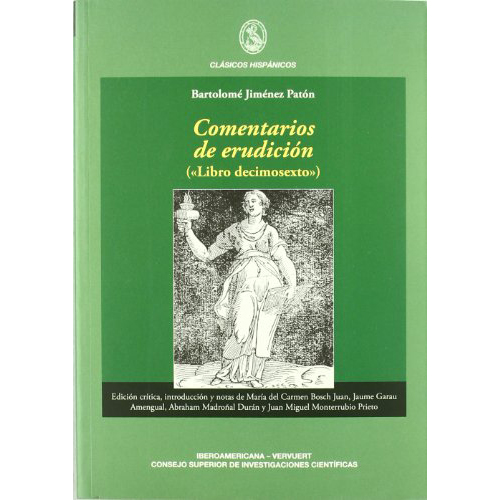 CLÁSICOS HISPÁNICOS
Bartolomé Jiménez Patón
Comentarios
de erudición
(«Libro decimosexto»)
Edición crítica, introducción y notas de María del Carmen Bosch Juan, Jaume Garau
Amengual, Abraham Madroñal Durán y Juan Miguel Monterrubio Prieto
IBEROAMERICANA – VERVUERT
CONSEJO SUPERIOR DE INVESTIGACIONES CIENTÍFICAS